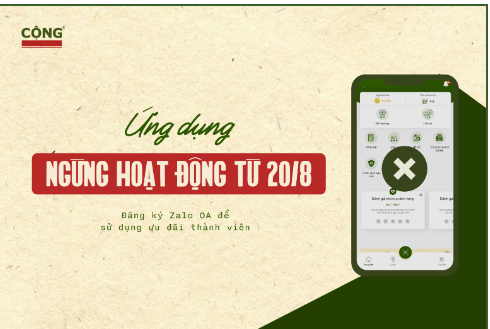 CỘNG
Ứng dụng
NGỪNG HOẠT ĐỘNG TỪ 20/8
Đăng ký Zalo OA để
sử dụng ưu đãi thành viên